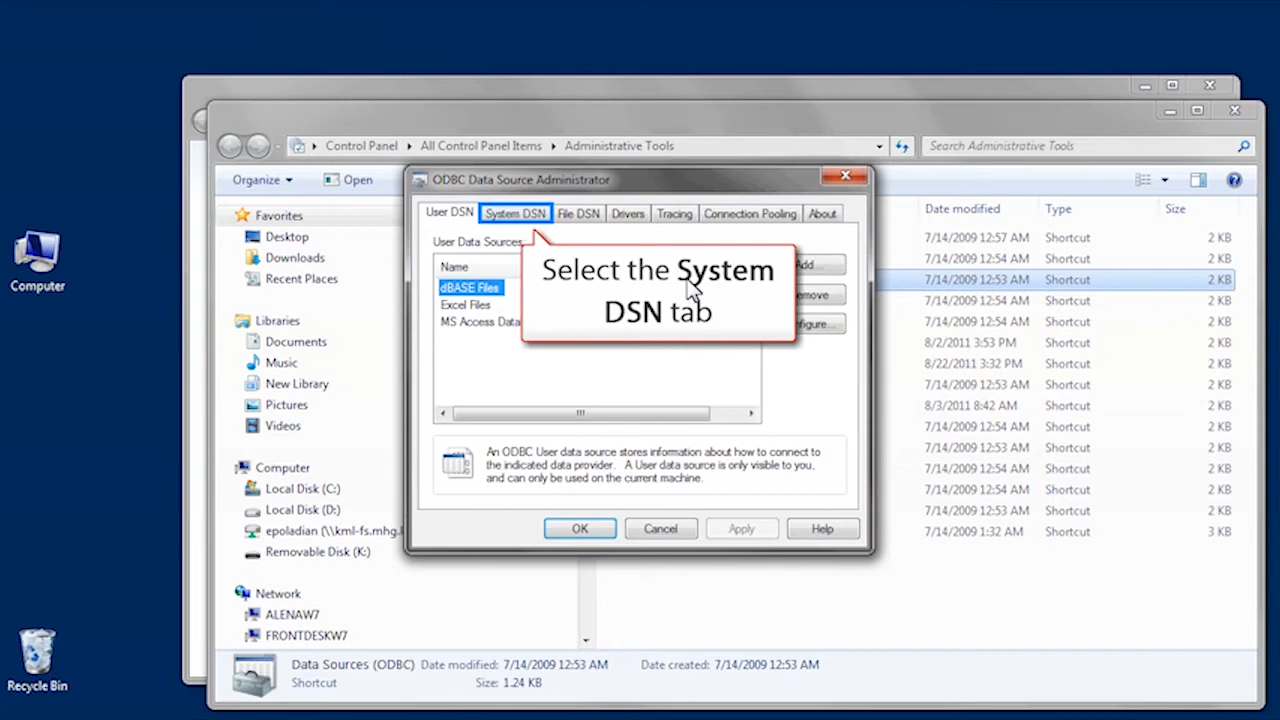 Control Panel
All Control Panel Items
Administrative Tools
Search Administrative Tools
Organize
Open
Favorites
Desktop
Downloads
Recent Places
Libraries
Documents
Music
New Library
Pictures
Videos
Computer
Local Disk (C:)
Local Disk (D:)
epoladian (\\kml-fs.mhg.
Removable Disk (K:)
Network
ALENAW7
FRONTDESKW7
ODBC Data Source Administrator
User DSN System DSN File DSN Drivers Tracing Connection Pooling About
User Data Sources:
Name
dBASE Files
Excel Files
MS Access Data
Select the System
DSN tab
An ODBC User data source stores information about how to connect to
the indicated data provider. A User data source is only visible to you,
and can only be used on the current machine.
OK Cancel Apply Help
Date modified Type Size
7/14/2009 12:57 AM Shortcut 2 KB
7/14/2009 12:54 AM Shortcut 2 KB
7/14/2009 12:53 AM Shortcut 2 KB
7/14/2009 12:54 AM Shortcut 2 KB
7/14/2009 12:54 AM Shortcut 2 KB
8/2/2011 3:53 PM Shortcut 2 KB
8/22/2011 3:32 PM Shortcut 2 KB
7/14/2009 12:53 AM Shortcut 2 KB
8/3/2011 8:42 AM Shortcut 2 KB
7/14/2009 12:54 AM Shortcut 2 KB
7/14/2009 12:53 AM Shortcut 2 KB
7/14/2009 12:54 AM Shortcut 2 KB
7/14/2009 12:54 AM Shortcut 2 KB
7/14/2009 12:53 AM Shortcut 2 KB
7/14/2009 1:32 AM Shortcut 3 KB
Data Sources (ODBC) Date modified: 7/14/2009 12:53 AM Date created: 7/14/2009 12:53 AM
Shortcut Size: 1.24 KB
Computer
Recycle Bin